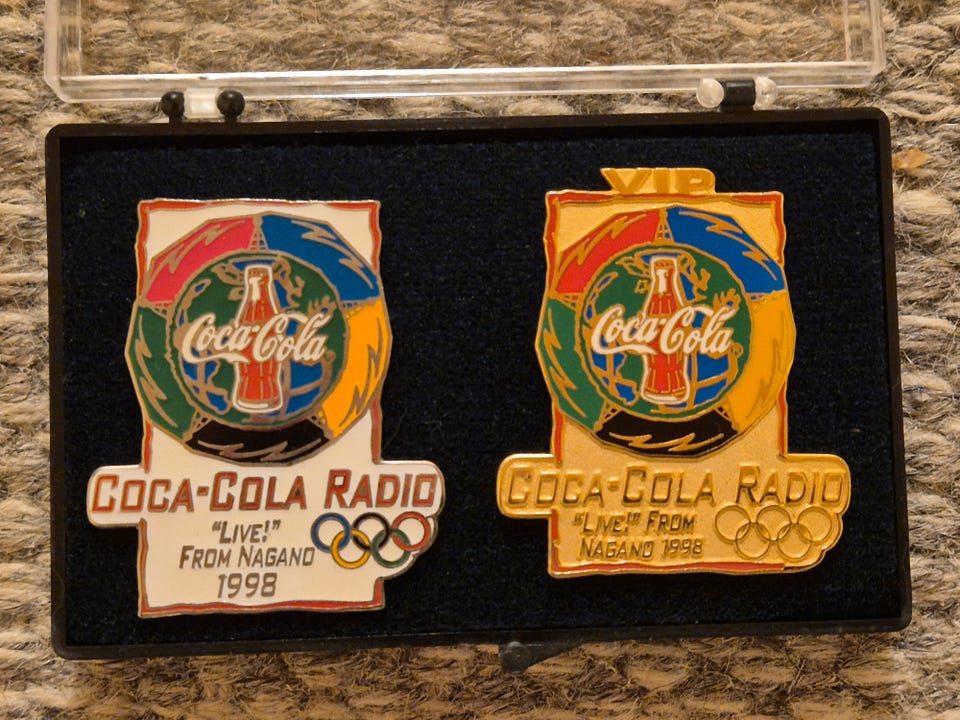 Coca-Cola
COCA-COLA RADIO
"LIVE!"
FROM NAGANO
1998
VIP
Coca-Cola
COCA-COLA RADIO
"LIVE!" FROM
NAGANO 1998